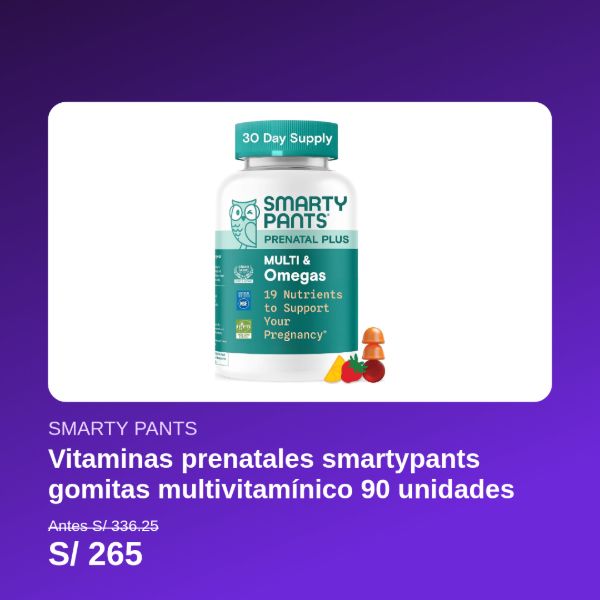 30 Day Supply
SMARTY
PANTS
PRENATAL PLUS
MULTI &
Omegas
19 Nutrients
to Support
Your
Pregnancy*
NSF
SMARTY PANTS
Vitaminas prenatales smartypants
gomitas multivitamínico 90 unidades
Antes S/ 336.25
S/ 265